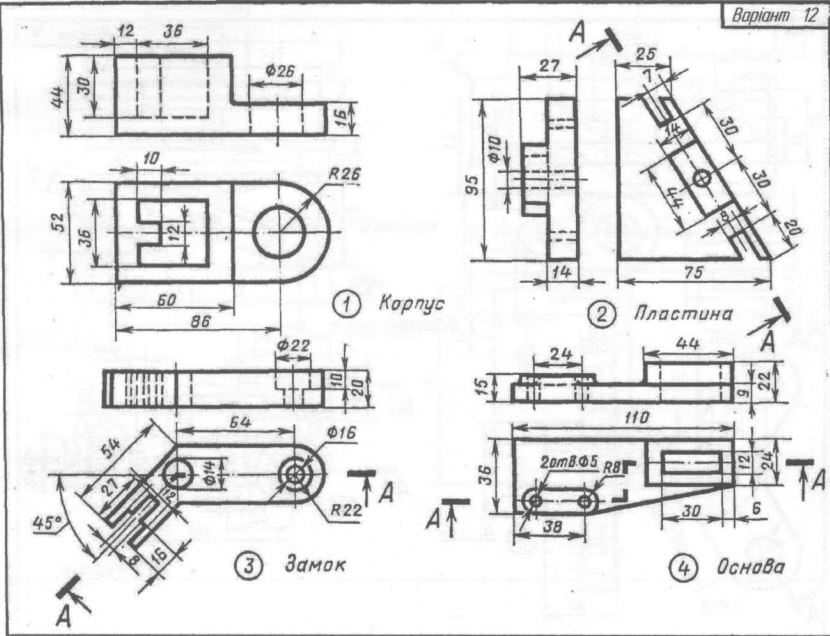 Варіант 12
12 36
Ф26
44
30
16
10
R26
52
36
12
60
86
1 Корпус
А
27
25
7
95
Ф10
14
30
44
30
8
20
14
75
2 Пластина
А
Ф22
10
20
64
54
Ф16
27
12
Ф14
А
R22
45°
8
16
3 Замок
А
24
44
15
22
9
110
36
2отв.Ф5
R8
12
24
А
А
38
30
6
4 Основа